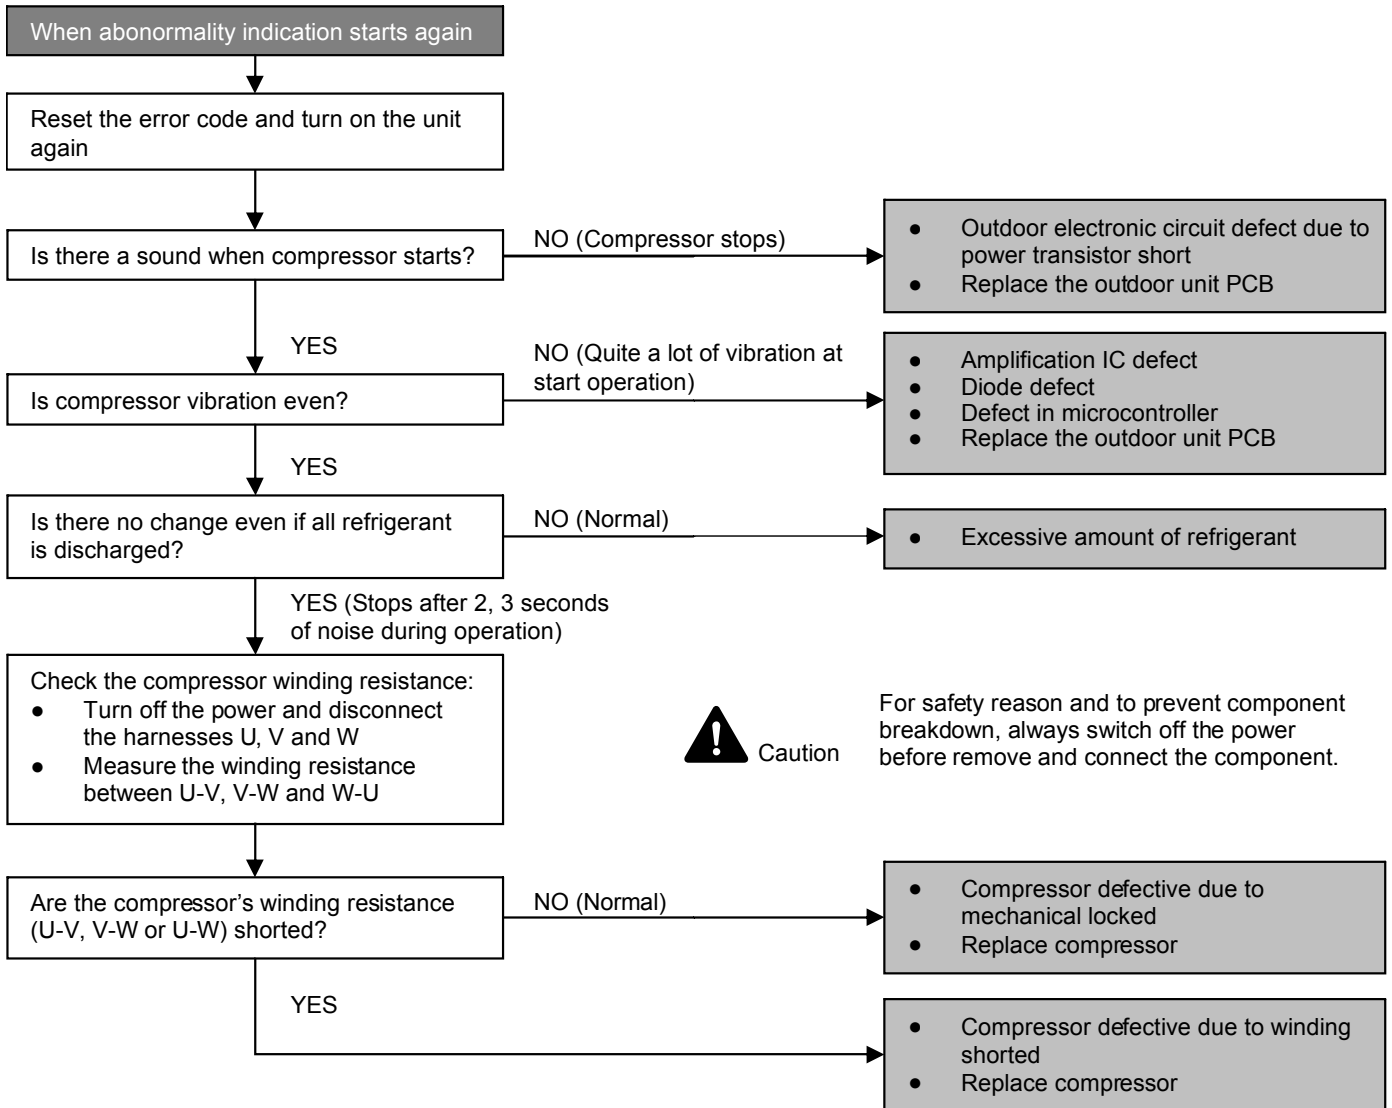 When abonormality indication starts again
Reset the error code and turn on the unit
again
Is there a sound when compressor starts?
NO (Compressor stops)
● Outdoor electronic circuit defect due to
power transistor short
● Replace the outdoor unit PCB
YES
Is compressor vibration even?
NO (Quite a lot of vibration at
start operation)
● Amplification IC defect
● Diode defect
● Defect in microcontroller
● Replace the outdoor unit PCB
YES
Is there no change even if all refrigerant
is discharged?
NO (Normal)
● Excessive amount of refrigerant
YES (Stops after 2, 3 seconds
of noise during operation)
Check the compressor winding resistance:
● Turn off the power and disconnect
the harnesses U, V and W
● Measure the winding resistance
between U-V, V-W and W-U
! Caution
For safety reason and to prevent component
breakdown, always switch off the power
before remove and connect the component.
Are the compressor’s winding resistance
(U-V, V-W or U-W) shorted?
NO (Normal)
● Compressor defective due to
mechanical locked
● Replace compressor
YES
● Compressor defective due to winding
shorted
● Replace compressor